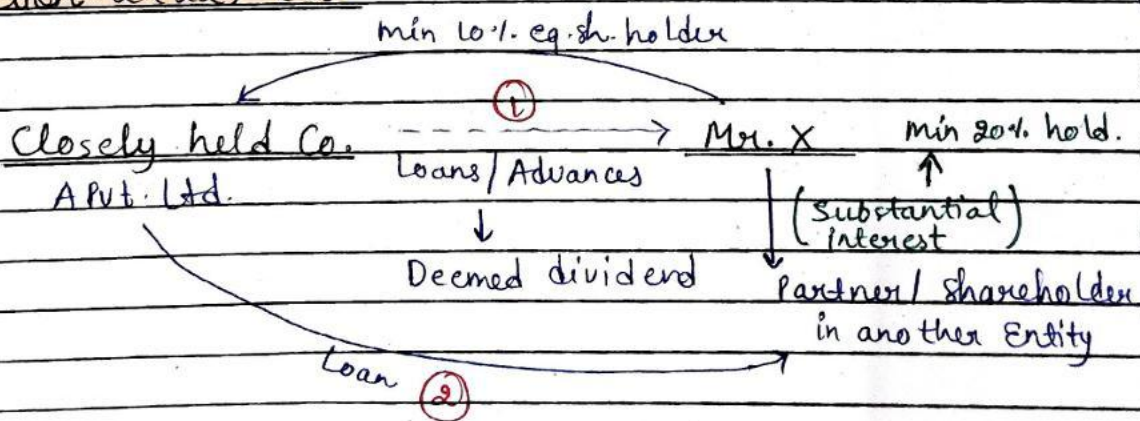 min 10% eq. sh. holder
①
Closely held Co. Mr. X min 20% hold.
A Pvt. Ltd. Loans/Advances
(Substantial interest)
Deemed dividend
Partner/ Shareholder
in another Entity
Loan ②